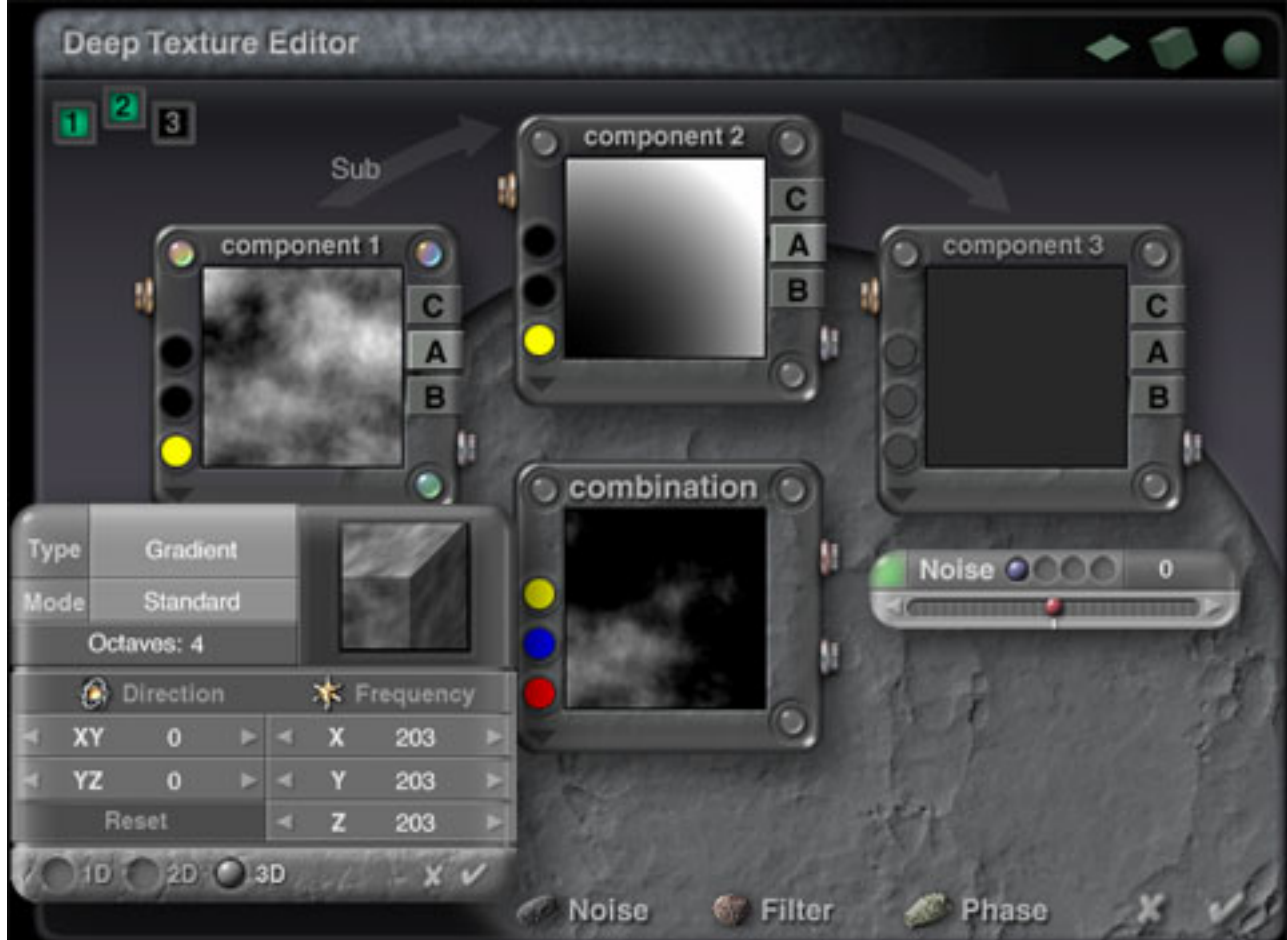 Deep Texture Editor
1 2 3
Sub
component 2
C
A
B
component 1
C
A
B
component 3
C
A
B
combination
Noise 0
Type Gradient
Mode Standard
Octaves: 4
Direction Frequency
XY 0 X 203
YZ 0 Y 203
Reset Z 203
1D 2D 3D
Noise Filter Phase